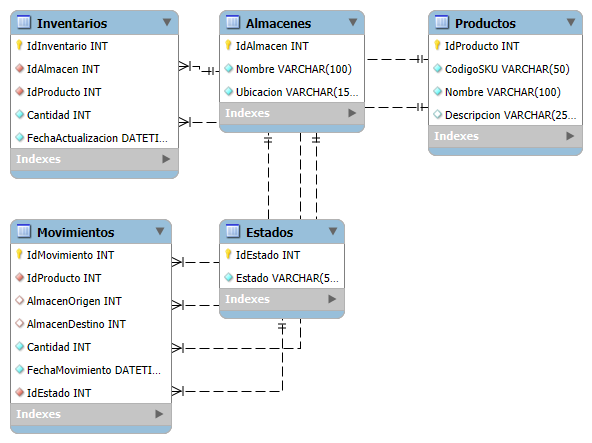 Inventarios
IdInventario INT
IdAlmacen INT
IdProducto INT
Cantidad INT
FechaActualizacion DATETI...
Indexes
Almacenes
IdAlmacen INT
Nombre VARCHAR(100)
Ubicacion VARCHAR(15...
Indexes
Productos
IdProducto INT
CodigoSKU VARCHAR(50)
Nombre VARCHAR(100)
Descripcion VARCHAR(25...
Indexes
Movimientos
IdMovimiento INT
IdProducto INT
AlmacenOrigen INT
AlmacenDestino INT
Cantidad INT
FechaMovimiento DATETI...
IdEstado INT
Indexes
Estados
IdEstado INT
Estado VARCHAR(5...
Indexes